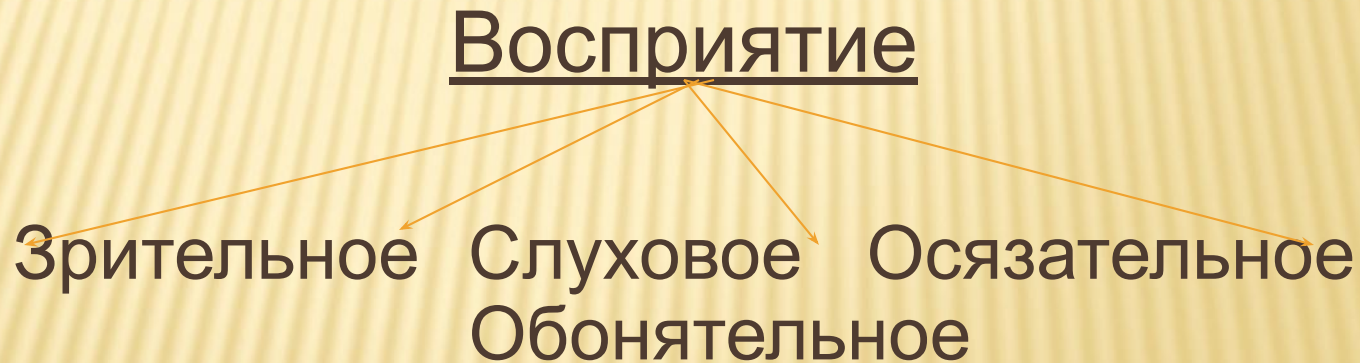 Восприятие
Зрительное Слуховое Осязательное
Обонятельное